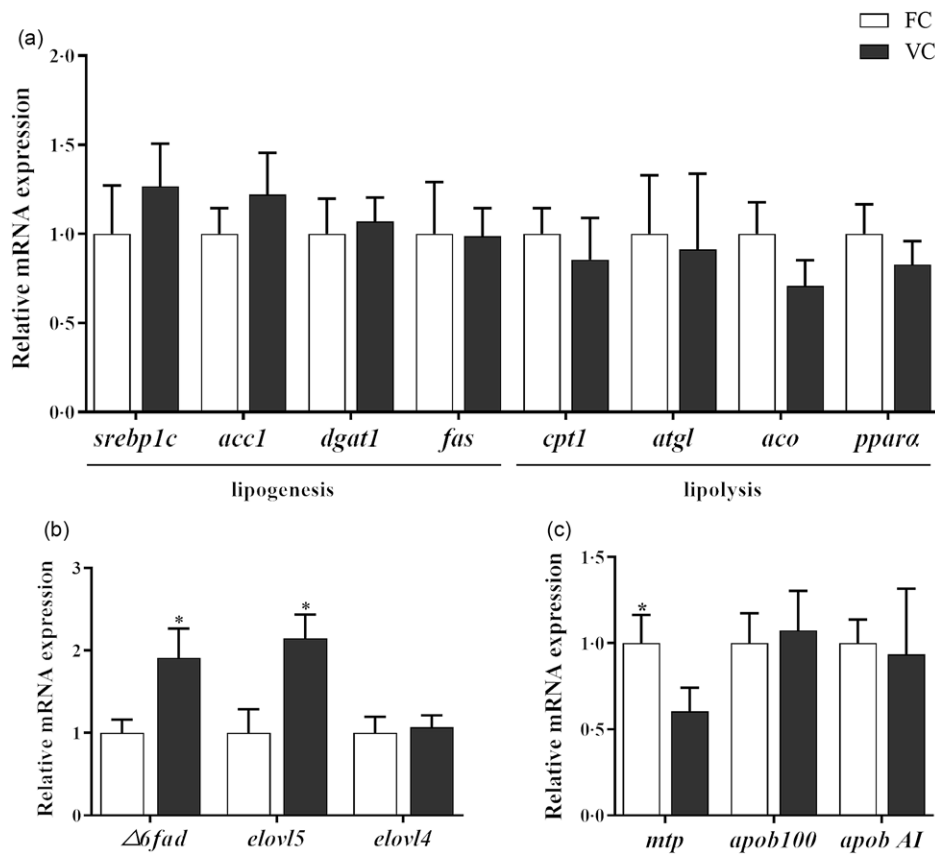 FC
VC
(a)
Relative mRNA expression
2·0
1·5
1·0
0·5
0·0
srebp1c acc1 dgat1 fas cpt1 atgl aco pparα
lipogenesis lipolysis
(b)
Relative mRNA expression
3
2
1
0
* *
Δ6fad elovl5 elovl4
(c)
Relative mRNA expression
1·5
1·0
0·5
0·0
*
mtp apob100 apob AI